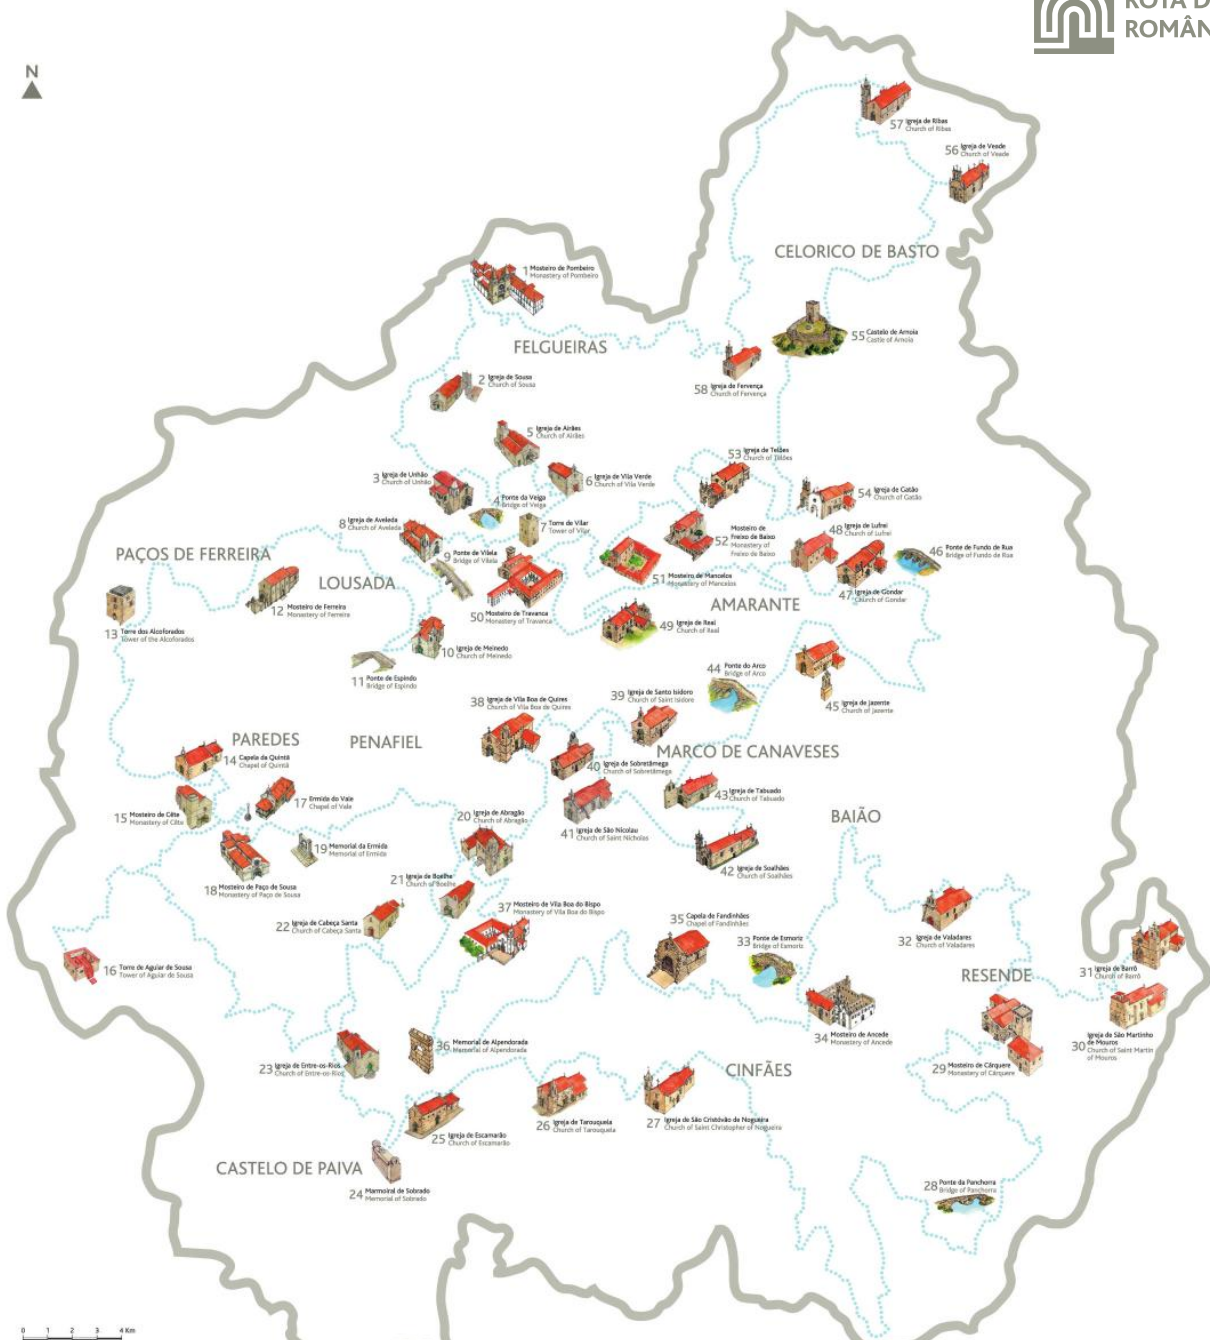 ROTA D
ROMÂN
N
57 Igreja de Ribas
Church of Ribas
56 Igreja de Veade
Church of Veade
CELORICO DE BASTO
1 Mosteiro de Pombeiro
Monastery of Pombeiro
55 Castelo de Arnoia
Castle of Arnoia
FELGUEIRAS
2 Igreja de Sousa
Church of Sousa
58 Igreja de Fervença
Church of Fervença
5 Igreja de Airães
Church of Airães
53 Igreja de Telões
Church of Telões
3 Igreja de Unhão
Church of Unhão
6 Igreja de Vila Verde
Church of Vila Verde
54 Igreja de Gatão
Church of Gatão
4 Ponte da Veiga
Bridge of Veiga
8 Igreja de Aveleda
Church of Aveleda
7 Torre de Vilar
Tower of Vilar
52 Mosteiro de
Freixo de Baixo
Monastery of
Freixo de Baixo
48 Igreja de Lufrei
Church of Lufrei
46 Ponte de Fundo de Rua
Bridge of Fundo de Rua
PAÇOS DE FERREIRA
9 Ponte de Vilela
Bridge of Vilela
LOUSADA
51 Mosteiro de Mancelos
Monastery of Mancelos
47 Igreja de Gondar
Church of Gondar
12 Mosteiro de Ferreira
Monastery of Ferreira
50 Mosteiro de Travanca
Monastery of Travanca
AMARANTE
13 Torre dos Alcoforados
Tower of the Alcoforados
49 Igreja de Real
Church of Real
10 Igreja de Meinedo
Church of Meinedo
11 Ponte de Espindo
Bridge of Espindo
44 Ponte do Arco
Bridge of Arco
45 Igreja de Jazente
Church of Jazente
38 Igreja de Vila Boa de Quires
Church of Vila Boa de Quires
39 Igreja de Santo Isidoro
Church of Saint Isidore
PAREDES
PENAFIEL
MARCO DE CANAVESES
14 Capela da Quintã
Chapel of Quintã
40 Igreja de Sobretâmega
Church of Sobretâmega
43 Igreja de Tabuado
Church of Tabuado
17 Ermida do Vale
Chapel of Vale
15 Mosteiro de Cête
Monastery of Cête
20 Igreja de Abragão
Church of Abragão
41 Igreja de São Nicolau
Church of Saint Nicholas
BAIÃO
19 Memorial da Ermida
Memorial of Ermida
42 Igreja de Soalhães
Church of Soalhães
18 Mosteiro de Paço de Sousa
Monastery of Paço de Sousa
21 Igreja de Boelhe
Church of Boelhe
22 Igreja de Cabeça Santa
Church of Cabeça Santa
37 Mosteiro de Vila Boa do Bispo
Monastery of Vila Boa do Bispo
35 Capela de Fandinhães
Chapel of Fandinhães
33 Ponte de Esmoriz
Bridge of Esmoriz
32 Igreja de Valadares
Church of Valadares
16 Torre de Aguiar de Sousa
Tower of Aguiar de Sousa
31 Igreja de Barrô
Church of Barrô
RESENDE
34 Mosteiro de Ancede
Monastery of Ancede
30 Igreja de São Martinho
de Mouros
Church of Saint Martin
of Mouros
36 Memorial de Alpendorada
Memorial of Alpendorada
23 Igreja de Entre-os-Rios
Church of Entre-os-Rios
29 Mosteiro de Cárquere
Monastery of Cárquere
CINFÃES
26 Igreja de Tarouquela
Church of Tarouquela
27 Igreja de São Cristóvão de Nogueira
Church of Saint Christopher of Nogueira
25 Igreja de Escamarão
Church of Escamarão
CASTELO DE PAIVA
24 Marmoiral de Sobrado
Memorial of Sobrado
28 Ponte da Panchorra
Bridge of Panchorra
0 1 2 3 4 Km